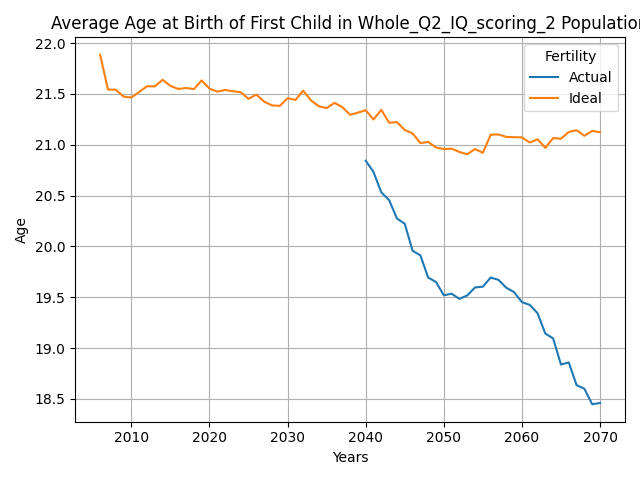 Average Age at Birth of First Child in Whole_Q2_IQ_scoring_2 Population
22.0
21.5
21.0
20.5
20.0
19.5
19.0
18.5
Age
Fertility
Actual
Ideal
2010
2020
2030
2040
2050
2060
2070
Years